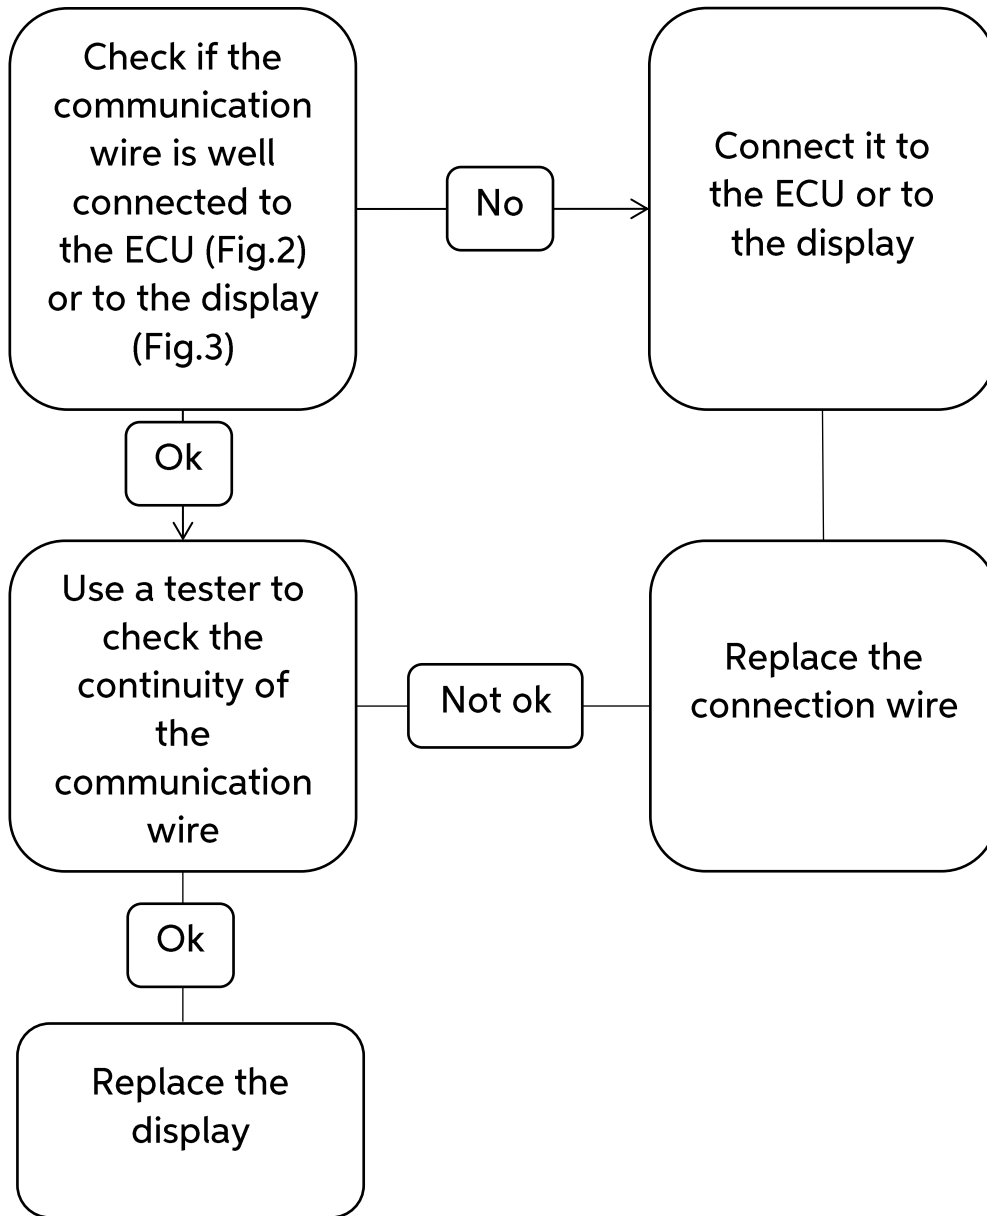 Check if the
communication
wire is well
connected to
the ECU (Fig.2)
or to the display
(Fig.3)
No
Connect it to
the ECU or to
the display
Ok
Use a tester to
check the
continuity of
the
communication
wire
Not ok
Replace the
connection wire
Ok
Replace the
display